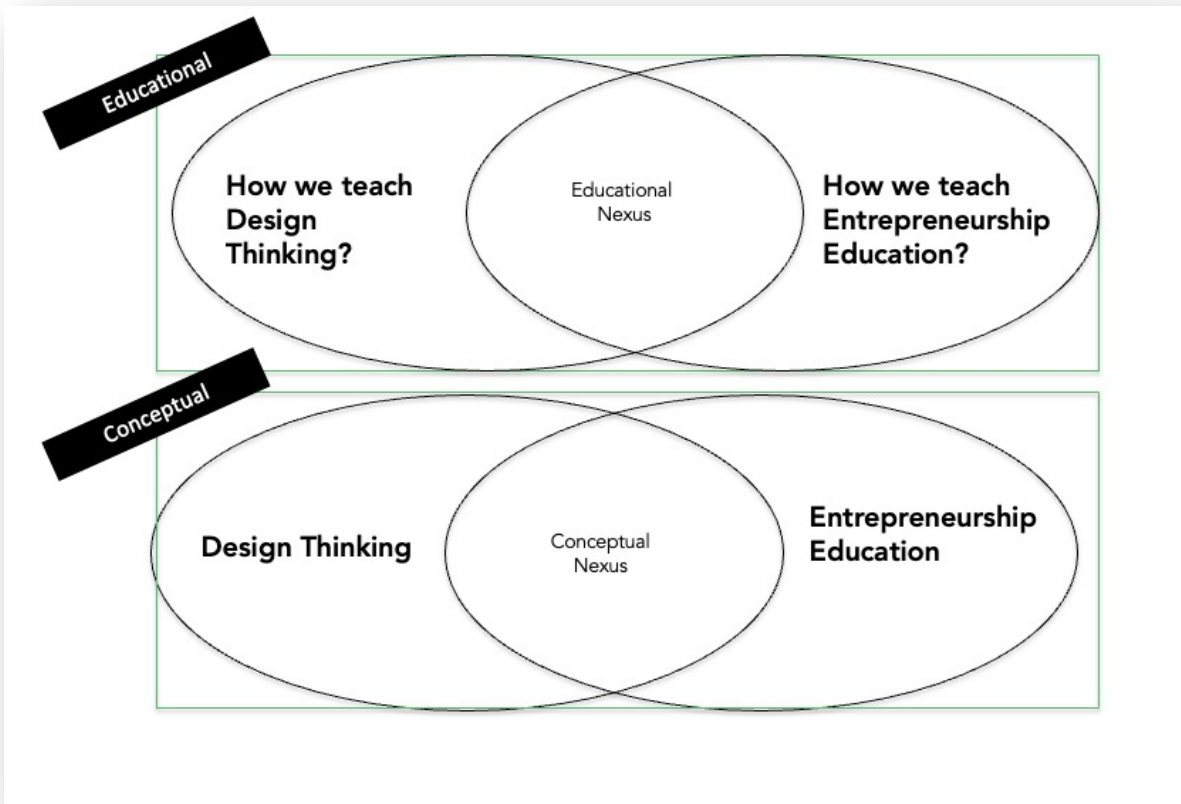 Educational
How we teach
Design
Thinking?
Educational
Nexus
How we teach
Entrepreneurship
Education?
Conceptual
Design Thinking
Conceptual
Nexus
Entrepreneurship
Education